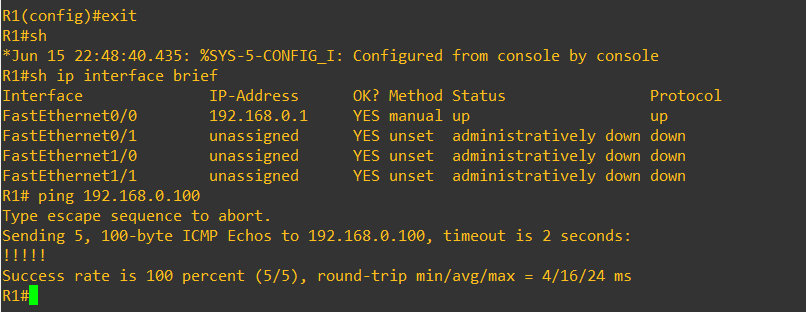 R1(config)#exit
R1#sh
*Jun 15 22:48:40.435: %SYS-5-CONFIG_I: Configured from console by console
R1#sh ip interface brief
Interface                  IP-Address      OK? Method Status                Protocol
FastEthernet0/0            192.168.0.1     YES manual up                    up
FastEthernet0/1            unassigned      YES unset  administratively down down
FastEthernet1/0            unassigned      YES unset  administratively down down
FastEthernet1/1            unassigned      YES unset  administratively down down
R1# ping 192.168.0.100
Type escape sequence to abort.
Sending 5, 100-byte ICMP Echos to 192.168.0.100, timeout is 2 seconds:
!!!!!
Success rate is 100 percent (5/5), round-trip min/avg/max = 4/16/24 ms
R1#